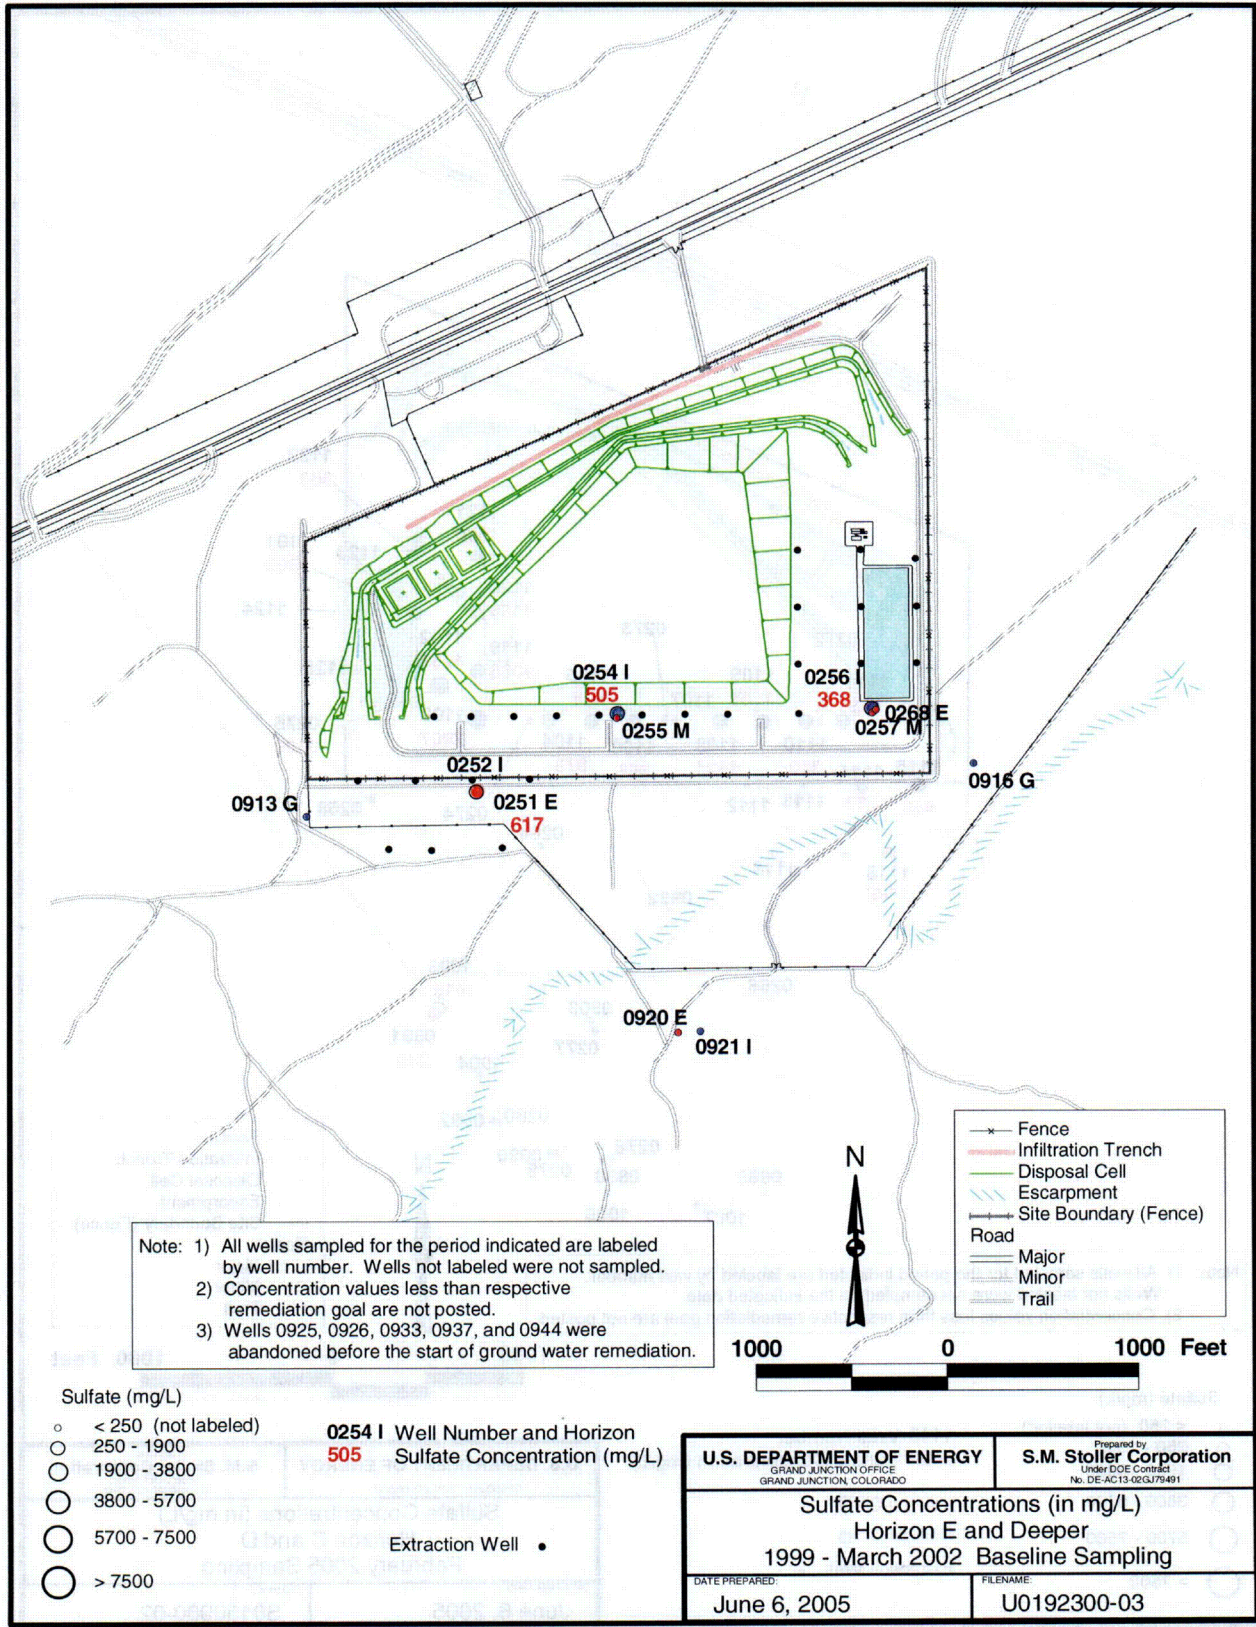 0254 I
505
0256 I
368
0268 E
0255 M
0257 M
0252 I
0916 G
0913 G
0251 E
617
0920 E
0921 I
Fence
Infiltration Trench
Disposal Cell
Escarpment
Site Boundary (Fence)
Road
Major
Minor
Trail
N
Note: 1) All wells sampled for the period indicated are labeled
by well number. Wells not labeled were not sampled.
2) Concentration values less than respective
remediation goal are not posted.
3) Wells 0925, 0926, 0933, 0937, and 0944 were
abandoned before the start of ground water remediation.
1000 0 1000 Feet
Sulfate (mg/L)
< 250 (not labeled)
250 - 1900
1900 - 3800
3800 - 5700
5700 - 7500
> 7500
0254 I Well Number and Horizon
505 Sulfate Concentration (mg/L)
Extraction Well
U.S. DEPARTMENT OF ENERGY
GRAND JUNCTION OFFICE
GRAND JUNCTION, COLORADO
Prepared by
S.M. Stoller Corporation
Under DOE Contract
No. DE-AC13-02GJ79491
Sulfate Concentrations (in mg/L)
Horizon E and Deeper
1999 - March 2002 Baseline Sampling
DATE PREPARED:
June 6, 2005
FILENAME:
U0192300-03